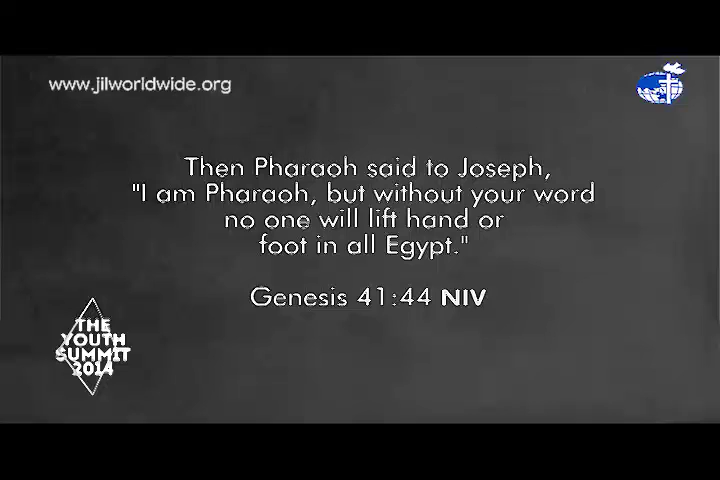 www.jilworldwide.org
Then Pharaoh said to Joseph,
"I am Pharaoh, but without your word
no one will lift hand or
foot in all Egypt."
Genesis 41:44 NIV
THE
YOUTH
SUMMIT
2014